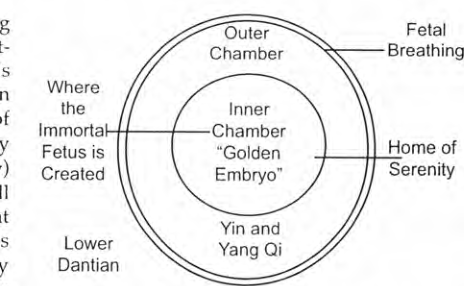 Outer
Chamber
Fetal
Breathing
Where
the
Immortal
Fetus is
Created
Inner
Chamber
“Golden
Embryo”
Home of
Serenity
Yin and
Yang Qi
Lower
Dantian